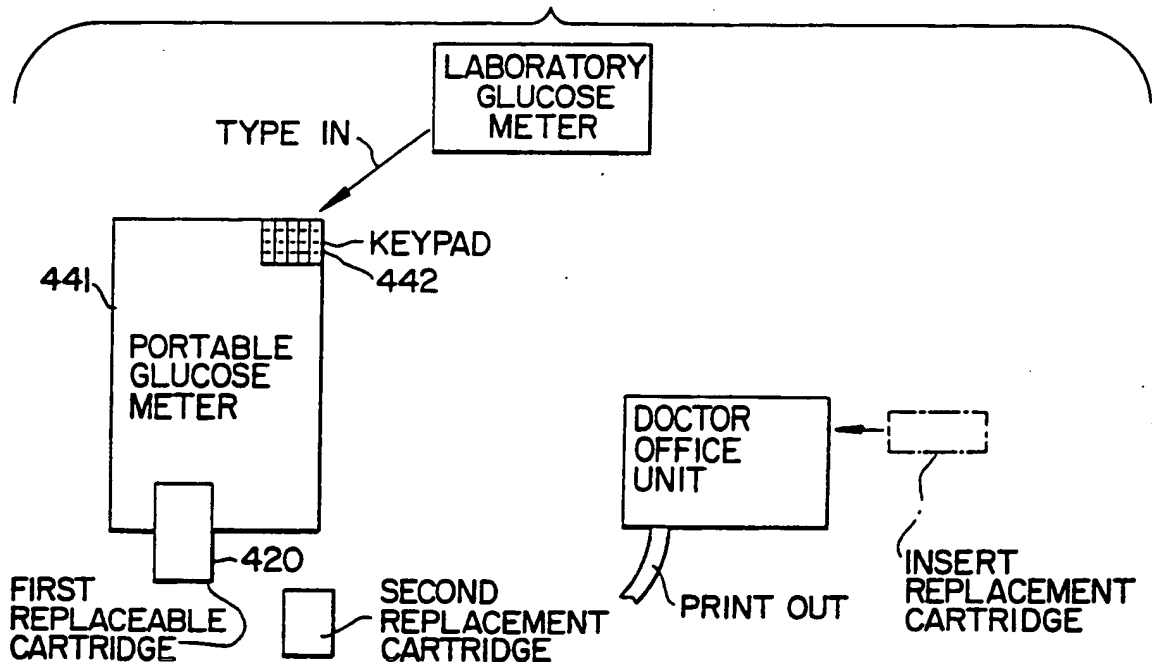 LABORATORY
GLUCOSE
METER
TYPE IN
KEYPAD
442
441
PORTABLE
GLUCOSE
METER
DOCTOR
OFFICE
UNIT
420
FIRST
REPLACEABLE
CARTRIDGE
SECOND
REPLACEMENT
CARTRIDGE
PRINT OUT
INSERT
REPLACEMENT
CARTRIDGE